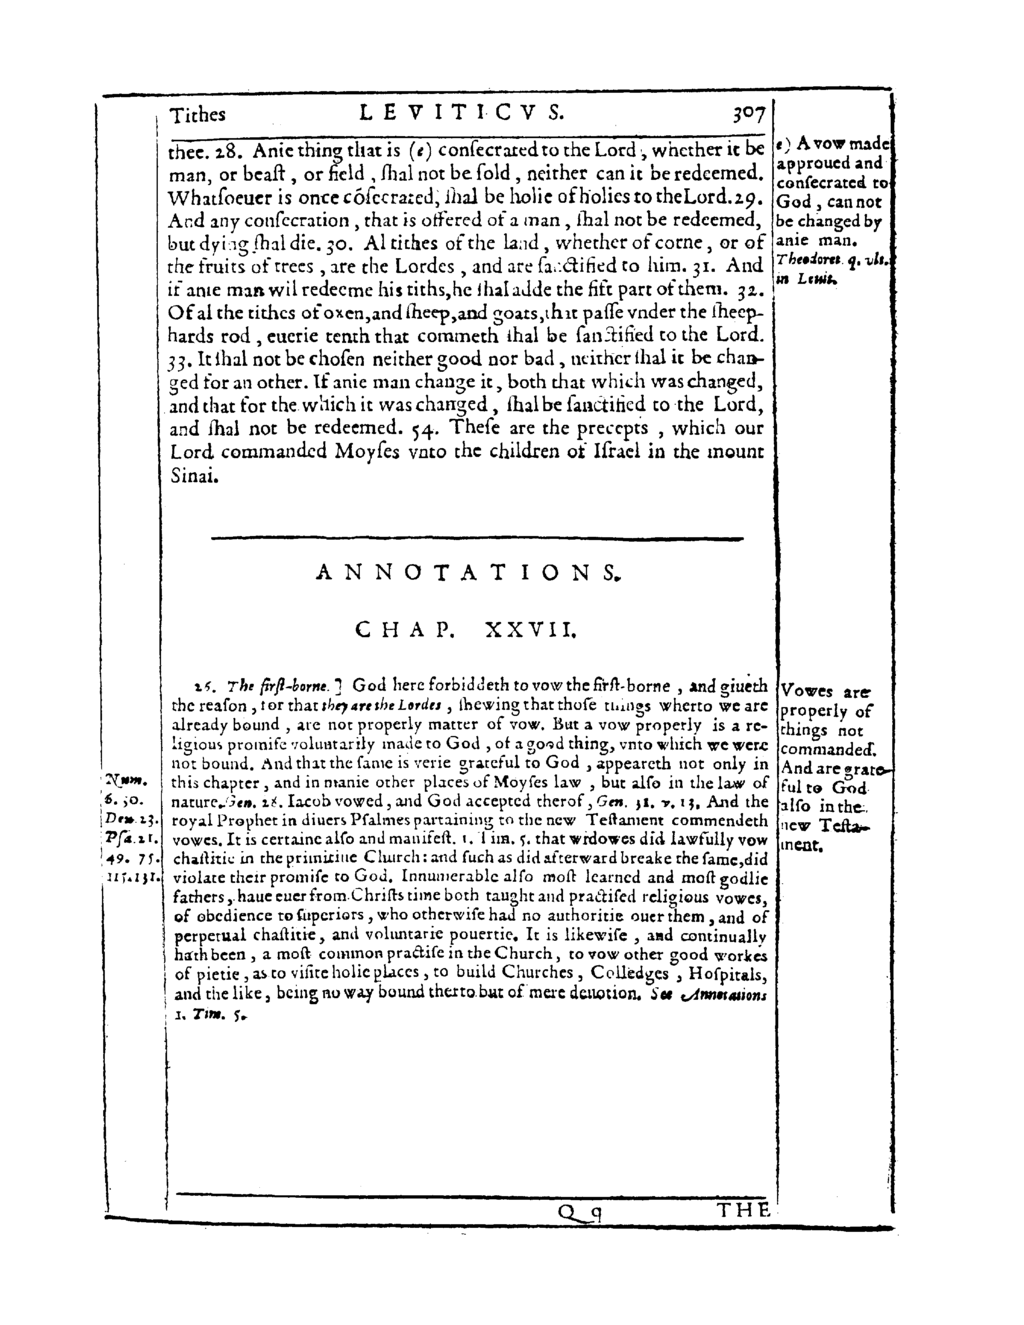 Tithes LEVITICVS. 307
thee. 28. Anie thing that is (e) consecrated to the Lord, whether it be
man, or beaſt, or field, ſhal not be ſold, neither can it be redeemed.
Whatſoeuer is once cõſecrated, ſhal be holie of holies to the Lord. 29.
And any conſecration, that is offered of a man, ſhal not be redeemed,
but dying ſhal die. 30. Al tithes of the land, whether of corne, or of
the fruits of trees, are the Lordes, and are ſanctified to him. 31. And
if anie man wil redeeme his tiths, he ſhal adde the fift part of them. 32.
Of al the tithes of oxen, and ſheep, and goats, that paſſe vnder the ſheep-
hards rod, euerie tenth that commeth ſhal be ſanctified to the Lord.
33. It ſhal not be choſen neither good nor bad, neither ſhal it be chan-
ged for an other. If anie man change it, both that which was changed,
and that for the which it was changed, ſhal be ſanctified to the Lord,
and ſhal not be redeemed. 54. Theſe are the precepts, which our
Lord commanded Moyſes vnto the children of Iſrael in the mount
Sinai.
e) A vow made
approued and
conſecrated to
God, can not
be changed by
anie man.
Theodoret. q. vlt.
in Leuit.
ANNOTATIONS.
CHAP. XXVII.
26. The firſt-borne.] God here forbiddeth to vow the firſt-borne, and giueth
the reaſon, for that they are the Lordes, ſhewing that thoſe things wherto we are
already bound, are not properly matter of vow. But a vow properly is a re-
ligious promiſe voluntarily made to God, of a good thing, vnto which we were
not bound. And that the ſame is verie grateful to God, appeareth not only in
this chapter, and in manie other places of Moyſes law, but alſo in the law of
nature. Gen. 28. Iacob vowed, and God accepted therof, Gen. 31. v. 13. And the
royal Prophet in diuers Pſalmes partaining to the new Teſtament commendeth
vowes. It is certaine alſo and manifeſt. 1. Tim. 5. that widowes did lawfully vow
chaſtitie in the primitiue Church: and ſuch as did afterward breake the ſame, did
violate their promiſe to God. Innumerable alſo moſt learned and moſt godlie
fathers, haue euer from Chriſts time both taught and practiſed religious vowes,
of obedience to ſuperiors, who otherwiſe had no authoritie ouer them, and of
perpetual chaſtitie, and voluntarie pouertie. It is likewiſe, and continually
hath been, a moſt common practiſe in the Church, to vow other good workes
of pietie, as to viſite holie places, to build Churches, Colledges, Hoſpitals,
and the like, being no way bound therto but of mere deuotion. See Annotations
1. Tim. 5.
Num.
6. 30.
Deu. 23.
Pſa. 21.
49. 75.
115. 131.
Vowes are
properly of
things not
commanded.
And are grate-
ful to God
alſo in the
new Teſta-
ment.
Qq THE